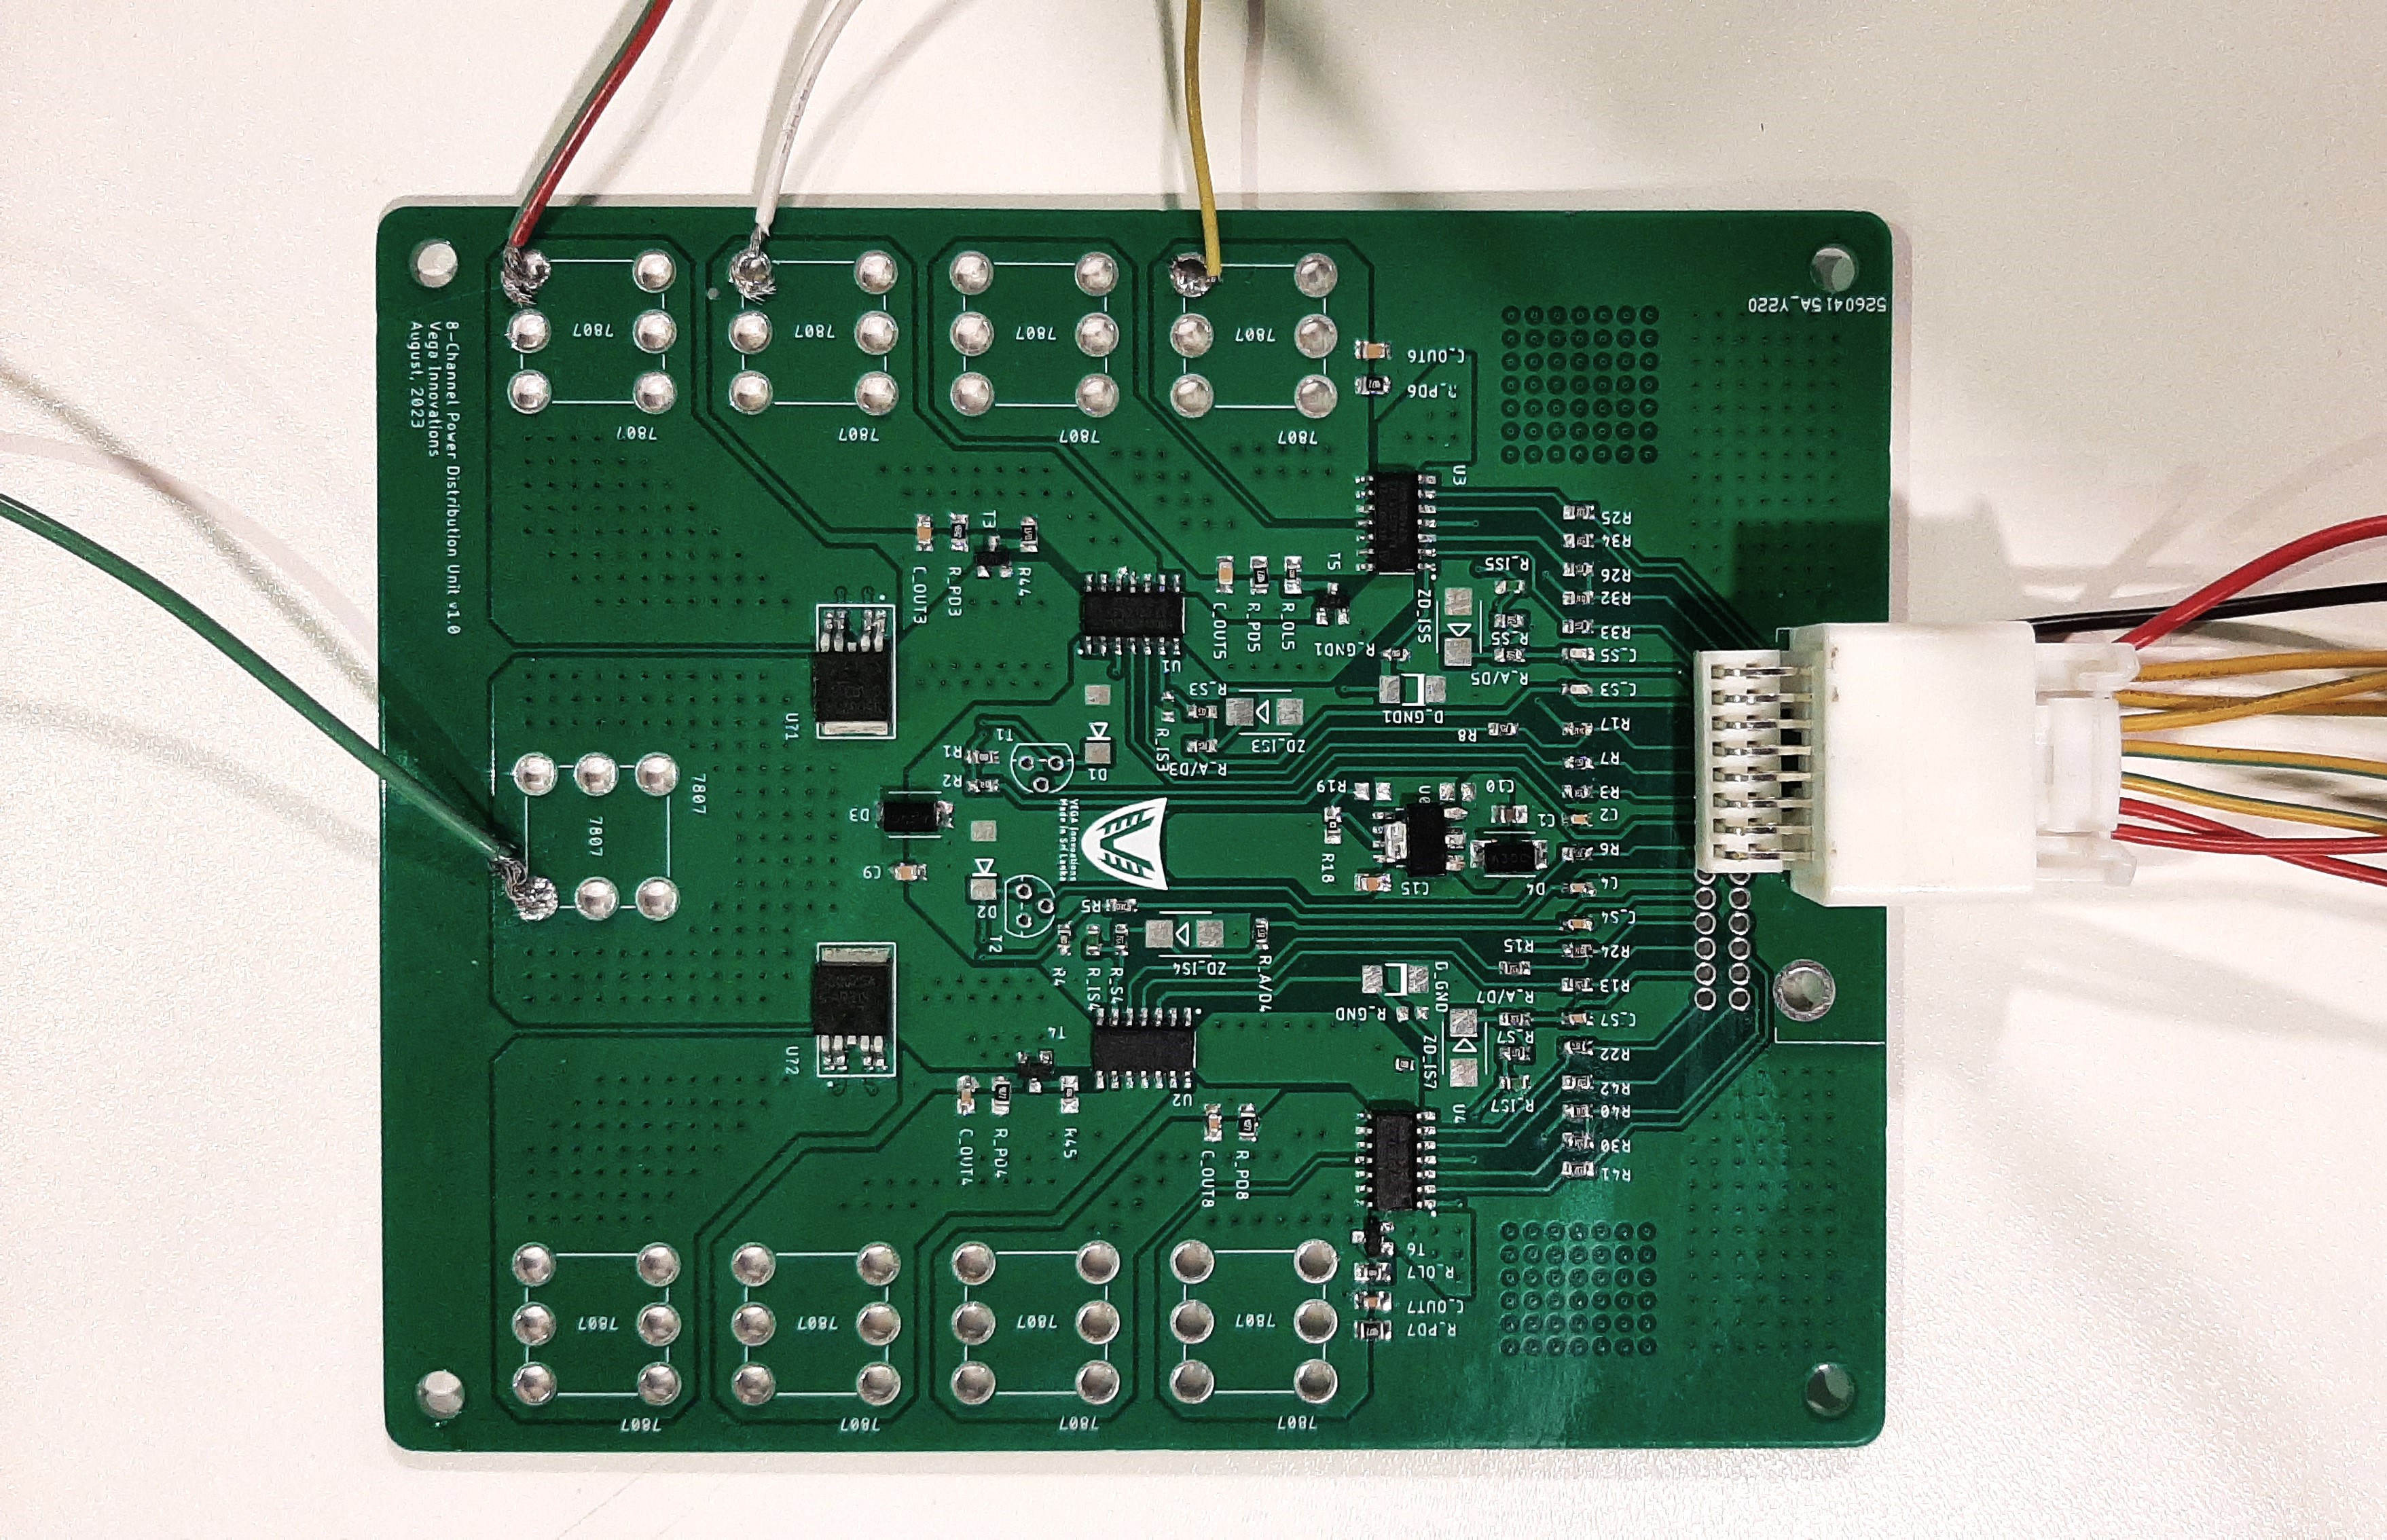 8-Channel Power Distribution Unit v1.0
Vega Innovations
August, 2023
5260415A_Y220
7807
7807
7807
7807
7807
7807
7807
7807
C_OUT6
R_PD6
U3
T3
C_OUT3
R_PD3
R44
U1
T5
C_OUT5
R_PD5
R_OL5
R_GND1
ZD_IS5
R_IS5
R_S5
R_A/D5
D_GND1
R25
R34
R26
R32
R33
C_S5
C_S3
R17
R7
R3
C2
R6
C4
C_S4
R24
R13
C_S7
R22
R42
R40
R30
R41
U71
R_S3
R_IS3
ZD_IS3
R_A/D3
R8
T1
R1
R2
D1
D3
C9
VEGA Innovations
Made in Sri Lanka
R19
C10
C1
R18
C15
D4
7807
7807
D2
T2
R5
R4
R_IS4
R_S4
ZD_IS4
R_A/D4
R15
R_A/D7
D_GND
R_GND
R_S7
ZD_IS7
R_IS7
U72
T4
U2
U4
C_OUT4
R_PD4
R45
C_OUT8
R_PD8
T6
R_OL7
C_OUT7
R_PD7
7807
7807
7807
7807
7807
7807
7807
7807